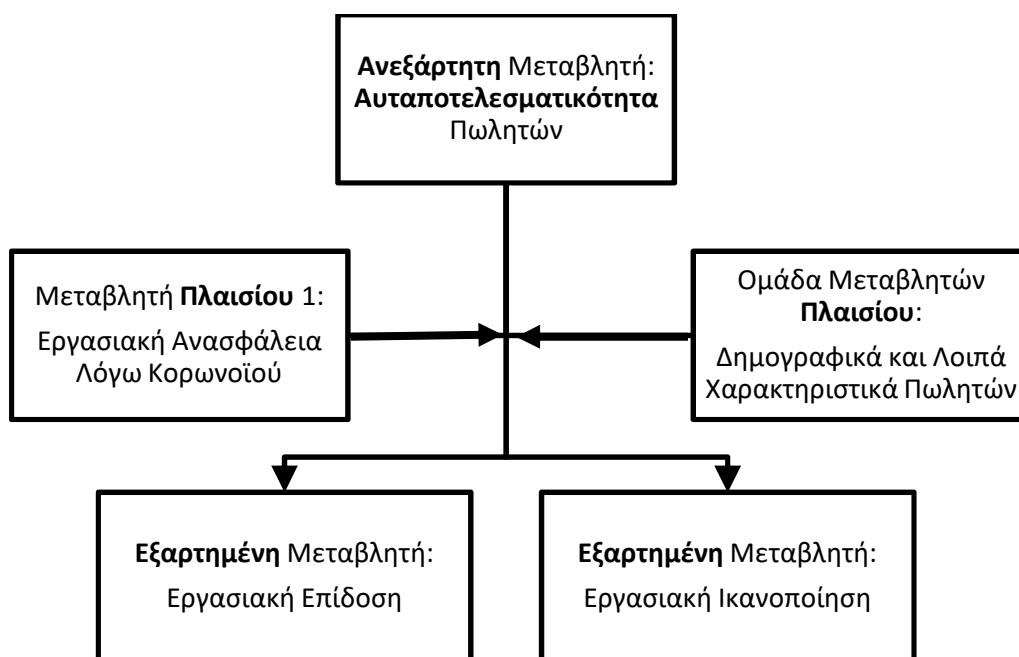 Ανεξάρτητη Μεταβλητή:
Αυταποτελεσματικότητα
Πωλητών
Μεταβλητή Πλαισίου 1:
Εργασιακή Ανασφάλεια
Λόγω Κορωνοϊού
Ομάδα Μεταβλητών
Πλαισίου:
Δημογραφικά και Λοιπά
Χαρακτηριστικά Πωλητών
Εξαρτημένη Μεταβλητή:
Εργασιακή Επίδοση
Εξαρτημένη Μεταβλητή:
Εργασιακή Ικανοποίηση